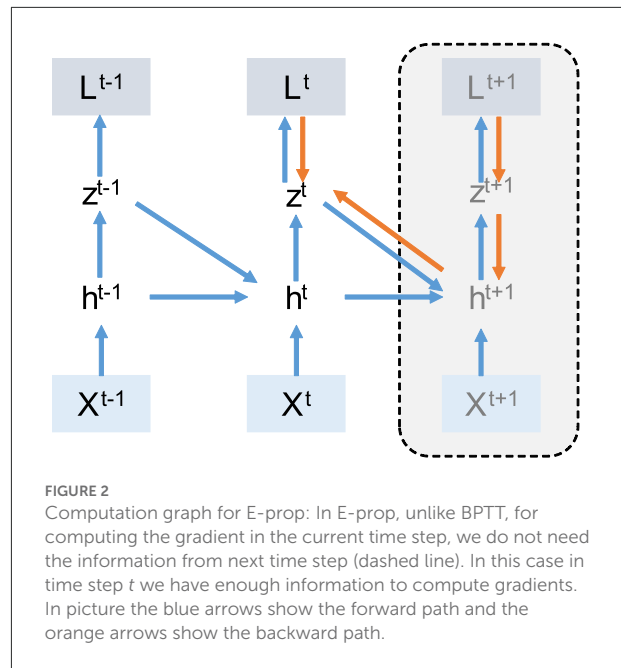 L^t-1 L^t L^t+1
z^t-1 z^t z^t+1
h^t-1 h^t h^t+1
X^t-1 X^t X^t+1
FIGURE 2
Computation graph for E-prop: In E-prop, unlike BPTT, for
computing the gradient in the current time step, we do not need
the information from next time step (dashed line). In this case in
time step t we have enough information to compute gradients.
In picture the blue arrows show the forward path and the
orange arrows show the backward path.